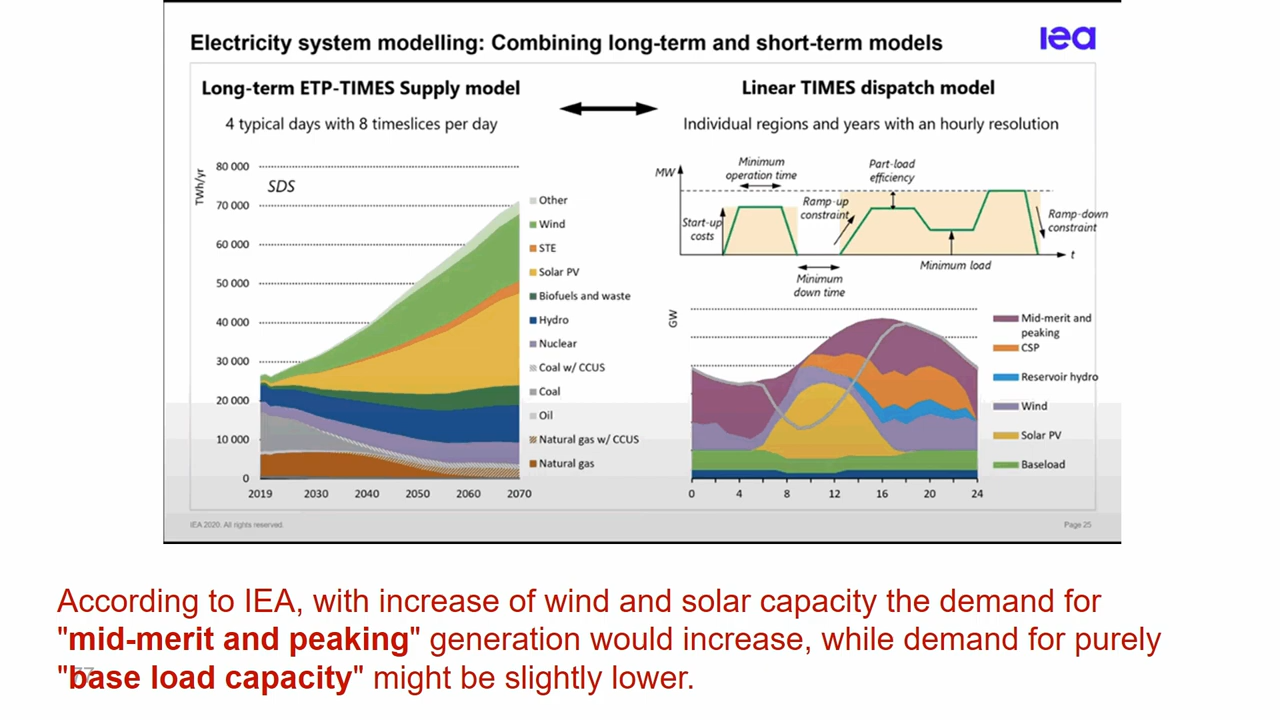 Electricity system modelling: Combining long-term and short-term models
iea
Long-term ETP-TIMES Supply model
4 typical days with 8 timeslices per day
TWh/yr
80 000
70 000
60 000
50 000
40 000
30 000
20 000
10 000
0
SDS
2019 2030 2040 2050 2060 2070
Other
Wind
STE
Solar PV
Biofuels and waste
Hydro
Nuclear
Coal w/ CCUS
Coal
Oil
Natural gas w/ CCUS
Natural gas
Linear TIMES dispatch model
Individual regions and years with an hourly resolution
MW
Minimum
operation time
Part-load
efficiency
Start-up
costs
Ramp-up
constraint
Ramp-down
constraint
t
Minimum load
Minimum
down time
GW
0 4 8 12 16 20 24
Mid-merit and
peaking
CSP
Reservoir hydro
Wind
Solar PV
Baseload
IEA 2020. All rights reserved.
Page 25
According to IEA, with increase of wind and solar capacity the demand for
"mid-merit and peaking" generation would increase, while demand for purely
"base load capacity" might be slightly lower.
77